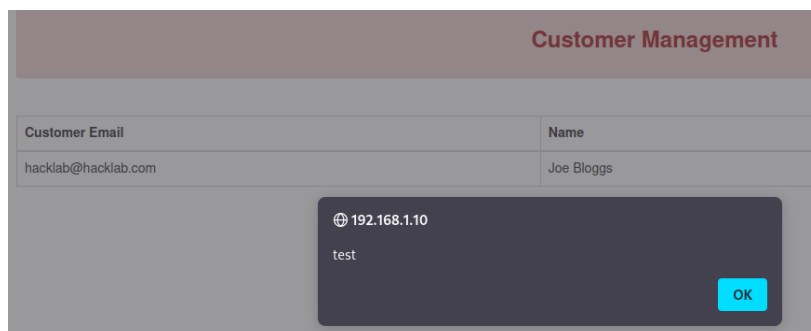 Customer Management
Customer Email Name
hacklab@hacklab.com Joe Bloggs
192.168.1.10
test
OK